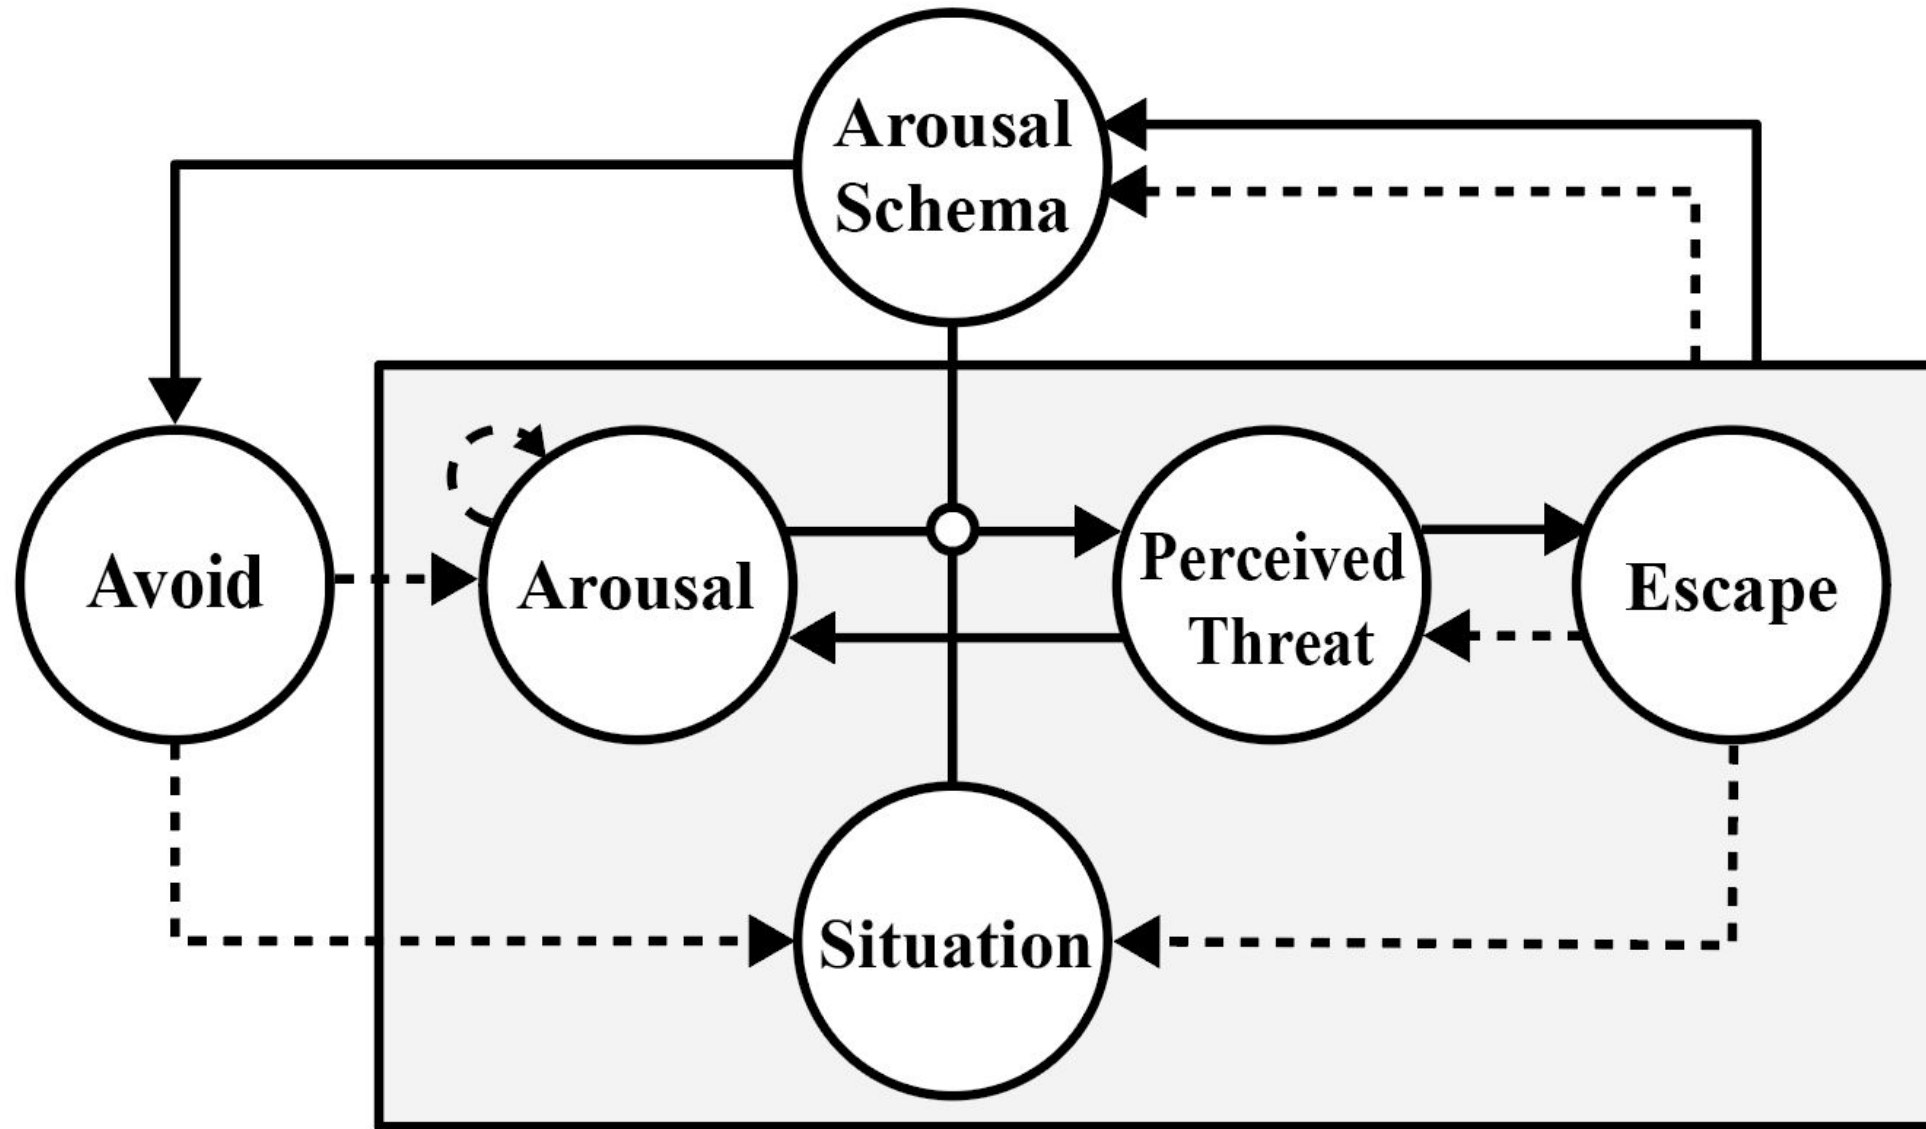 Arousal
Schema
Avoid
Arousal
Perceived
Threat
Escape
Situation